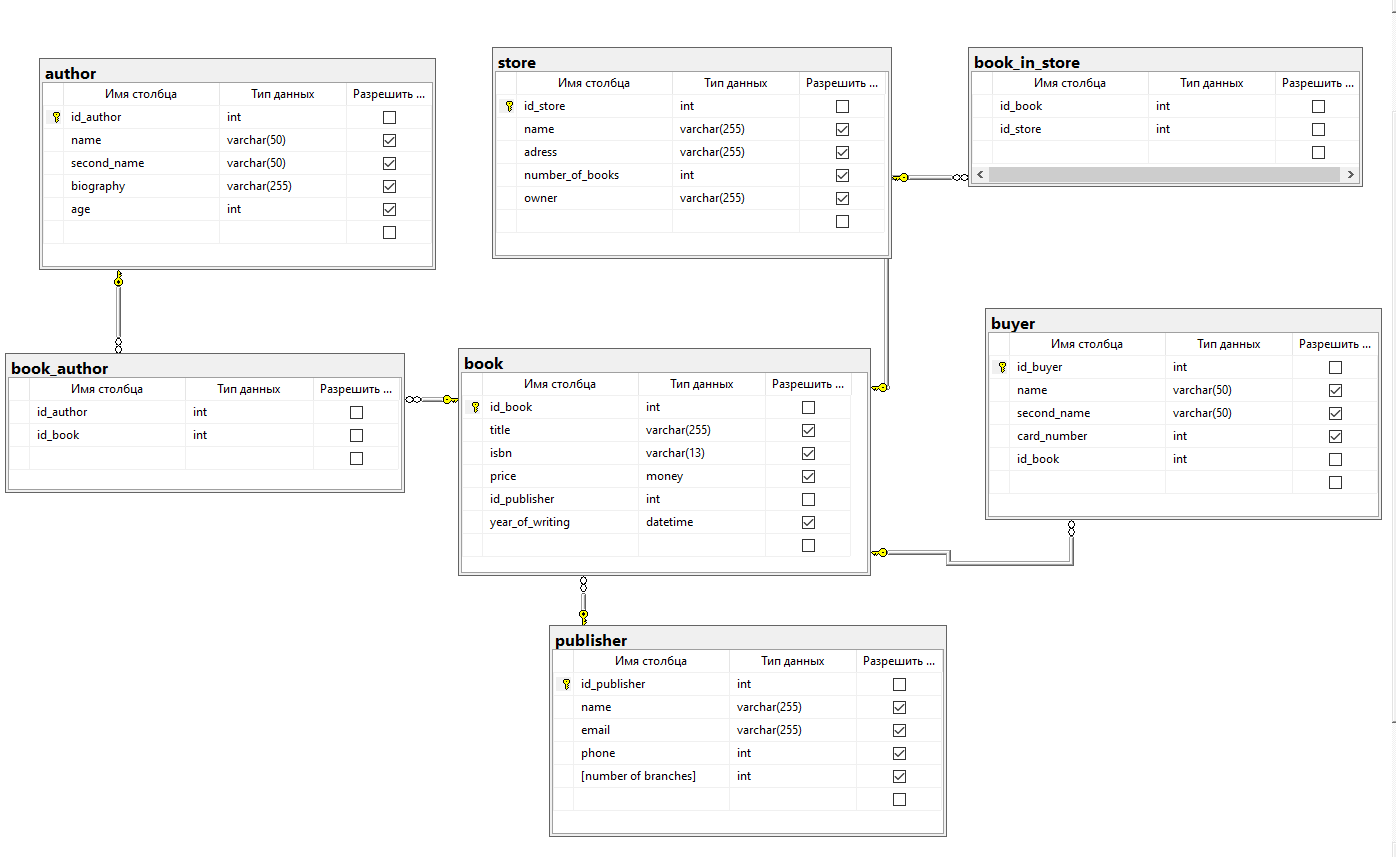 author
Имя столбца Тип данных Разрешить ...
id_author int
name varchar(50)
second_name varchar(50)
biography varchar(255)
age int
store
Имя столбца Тип данных Разрешить ...
id_store int
name varchar(255)
adress varchar(255)
number_of_books int
owner varchar(255)
book_in_store
Имя столбца Тип данных Разрешить ...
id_book int
id_store int
book_author
Имя столбца Тип данных Разрешить ...
id_author int
id_book int
book
Имя столбца Тип данных Разрешить ...
id_book int
title varchar(255)
isbn varchar(13)
price money
id_publisher int
year_of_writing datetime
buyer
Имя столбца Тип данных Разрешить ...
id_buyer int
name varchar(50)
second_name varchar(50)
card_number int
id_book int
publisher
Имя столбца Тип данных Разрешить ...
id_publisher int
name varchar(255)
email varchar(255)
phone int
[number of branches] int